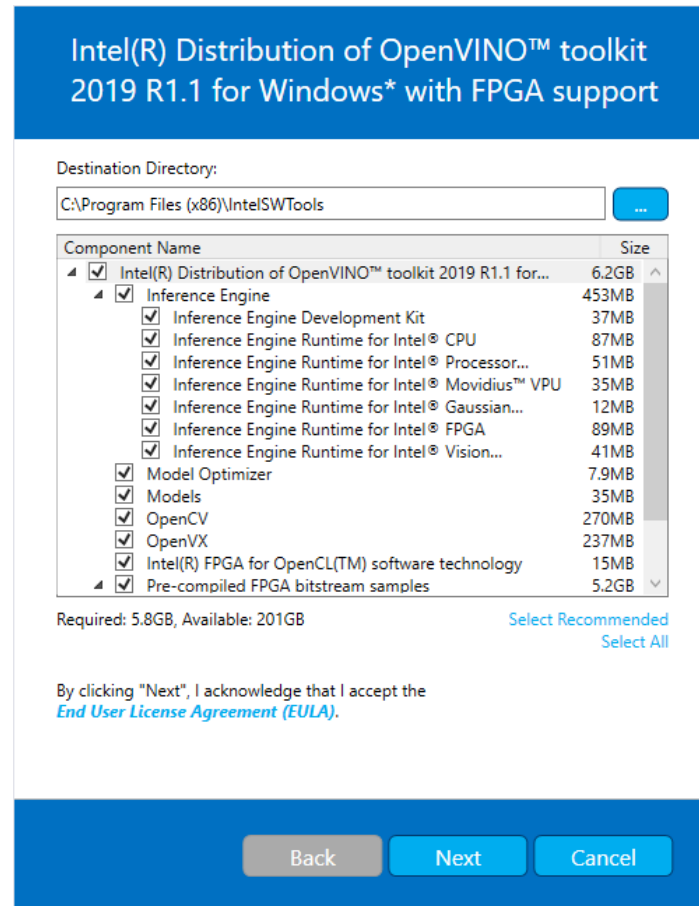 Intel(R) Distribution of OpenVINO™ toolkit
2019 R1.1 for Windows* with FPGA support
Destination Directory:
C:\Program Files (x86)\IntelSWTools
...
Component Name Size
Intel(R) Distribution of OpenVINO™ toolkit 2019 R1.1 for... 6.2GB
Inference Engine 453MB
Inference Engine Development Kit 37MB
Inference Engine Runtime for Intel® CPU 87MB
Inference Engine Runtime for Intel® Processor... 51MB
Inference Engine Runtime for Intel® Movidius™ VPU 35MB
Inference Engine Runtime for Intel® Gaussian... 12MB
Inference Engine Runtime for Intel® FPGA 89MB
Inference Engine Runtime for Intel® Vision... 41MB
Model Optimizer 7.9MB
Models 35MB
OpenCV 270MB
OpenVX 237MB
Intel(R) FPGA for OpenCL(TM) software technology 15MB
Pre-compiled FPGA bitstream samples 5.2GB
Required: 5.8GB, Available: 201GB Select Recommended
Select All
By clicking "Next", I acknowledge that I accept the
End User License Agreement (EULA).
Back Next Cancel